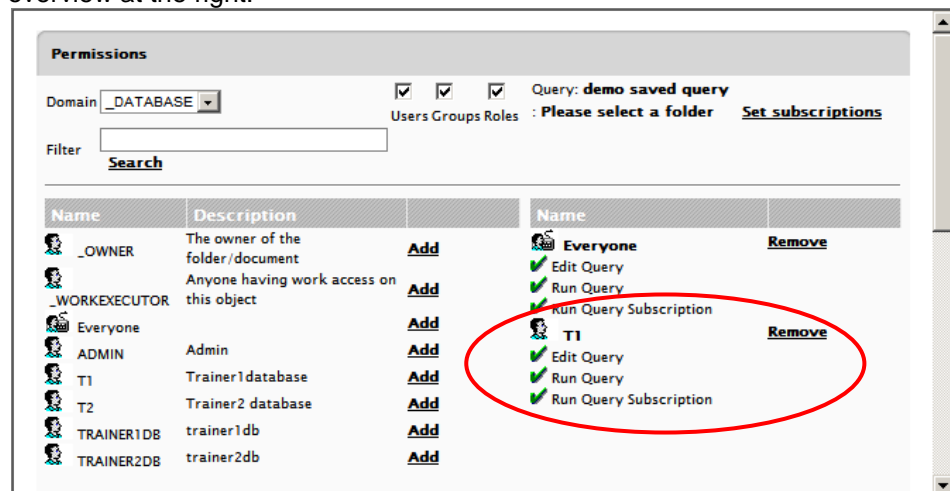 overview at the right.
Permissions
Domain _DATABASE
Users Groups Roles
Query: demo saved query
: Please select a folder Set subscriptions
Filter
Search
Name Description
_OWNER The owner of the folder/document Add
_WORKEXECUTOR Anyone having work access on this object Add
Everyone Add
ADMIN Admin Add
T1 Trainer1database Add
T2 Trainer2 database Add
TRAINER1DB trainer1db Add
TRAINER2DB trainer2db Add
Name
Everyone Remove
Edit Query
Run Query
Run Query Subscription
T1 Remove
Edit Query
Run Query
Run Query Subscription